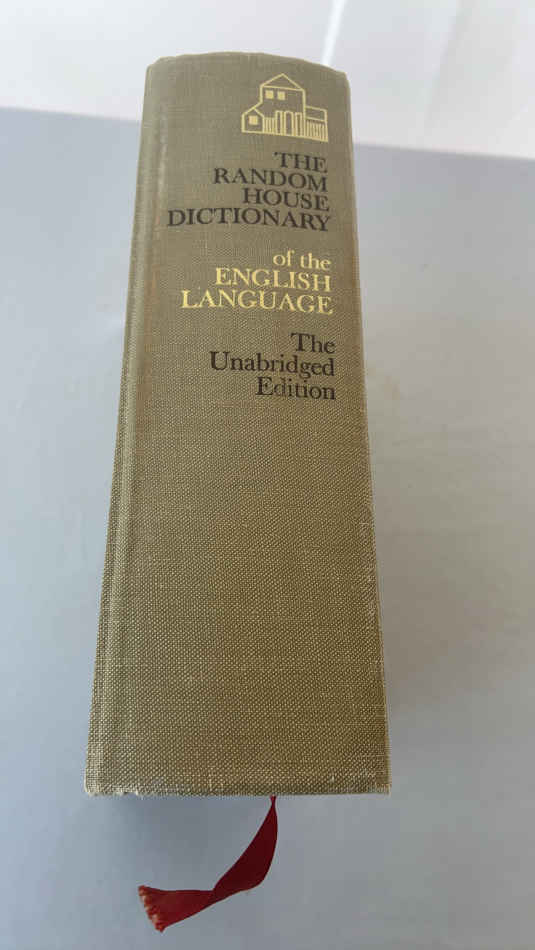 THE
RANDOM
HOUSE
DICTIONARY
of the
ENGLISH
LANGUAGE
The
Unabridged
Edition